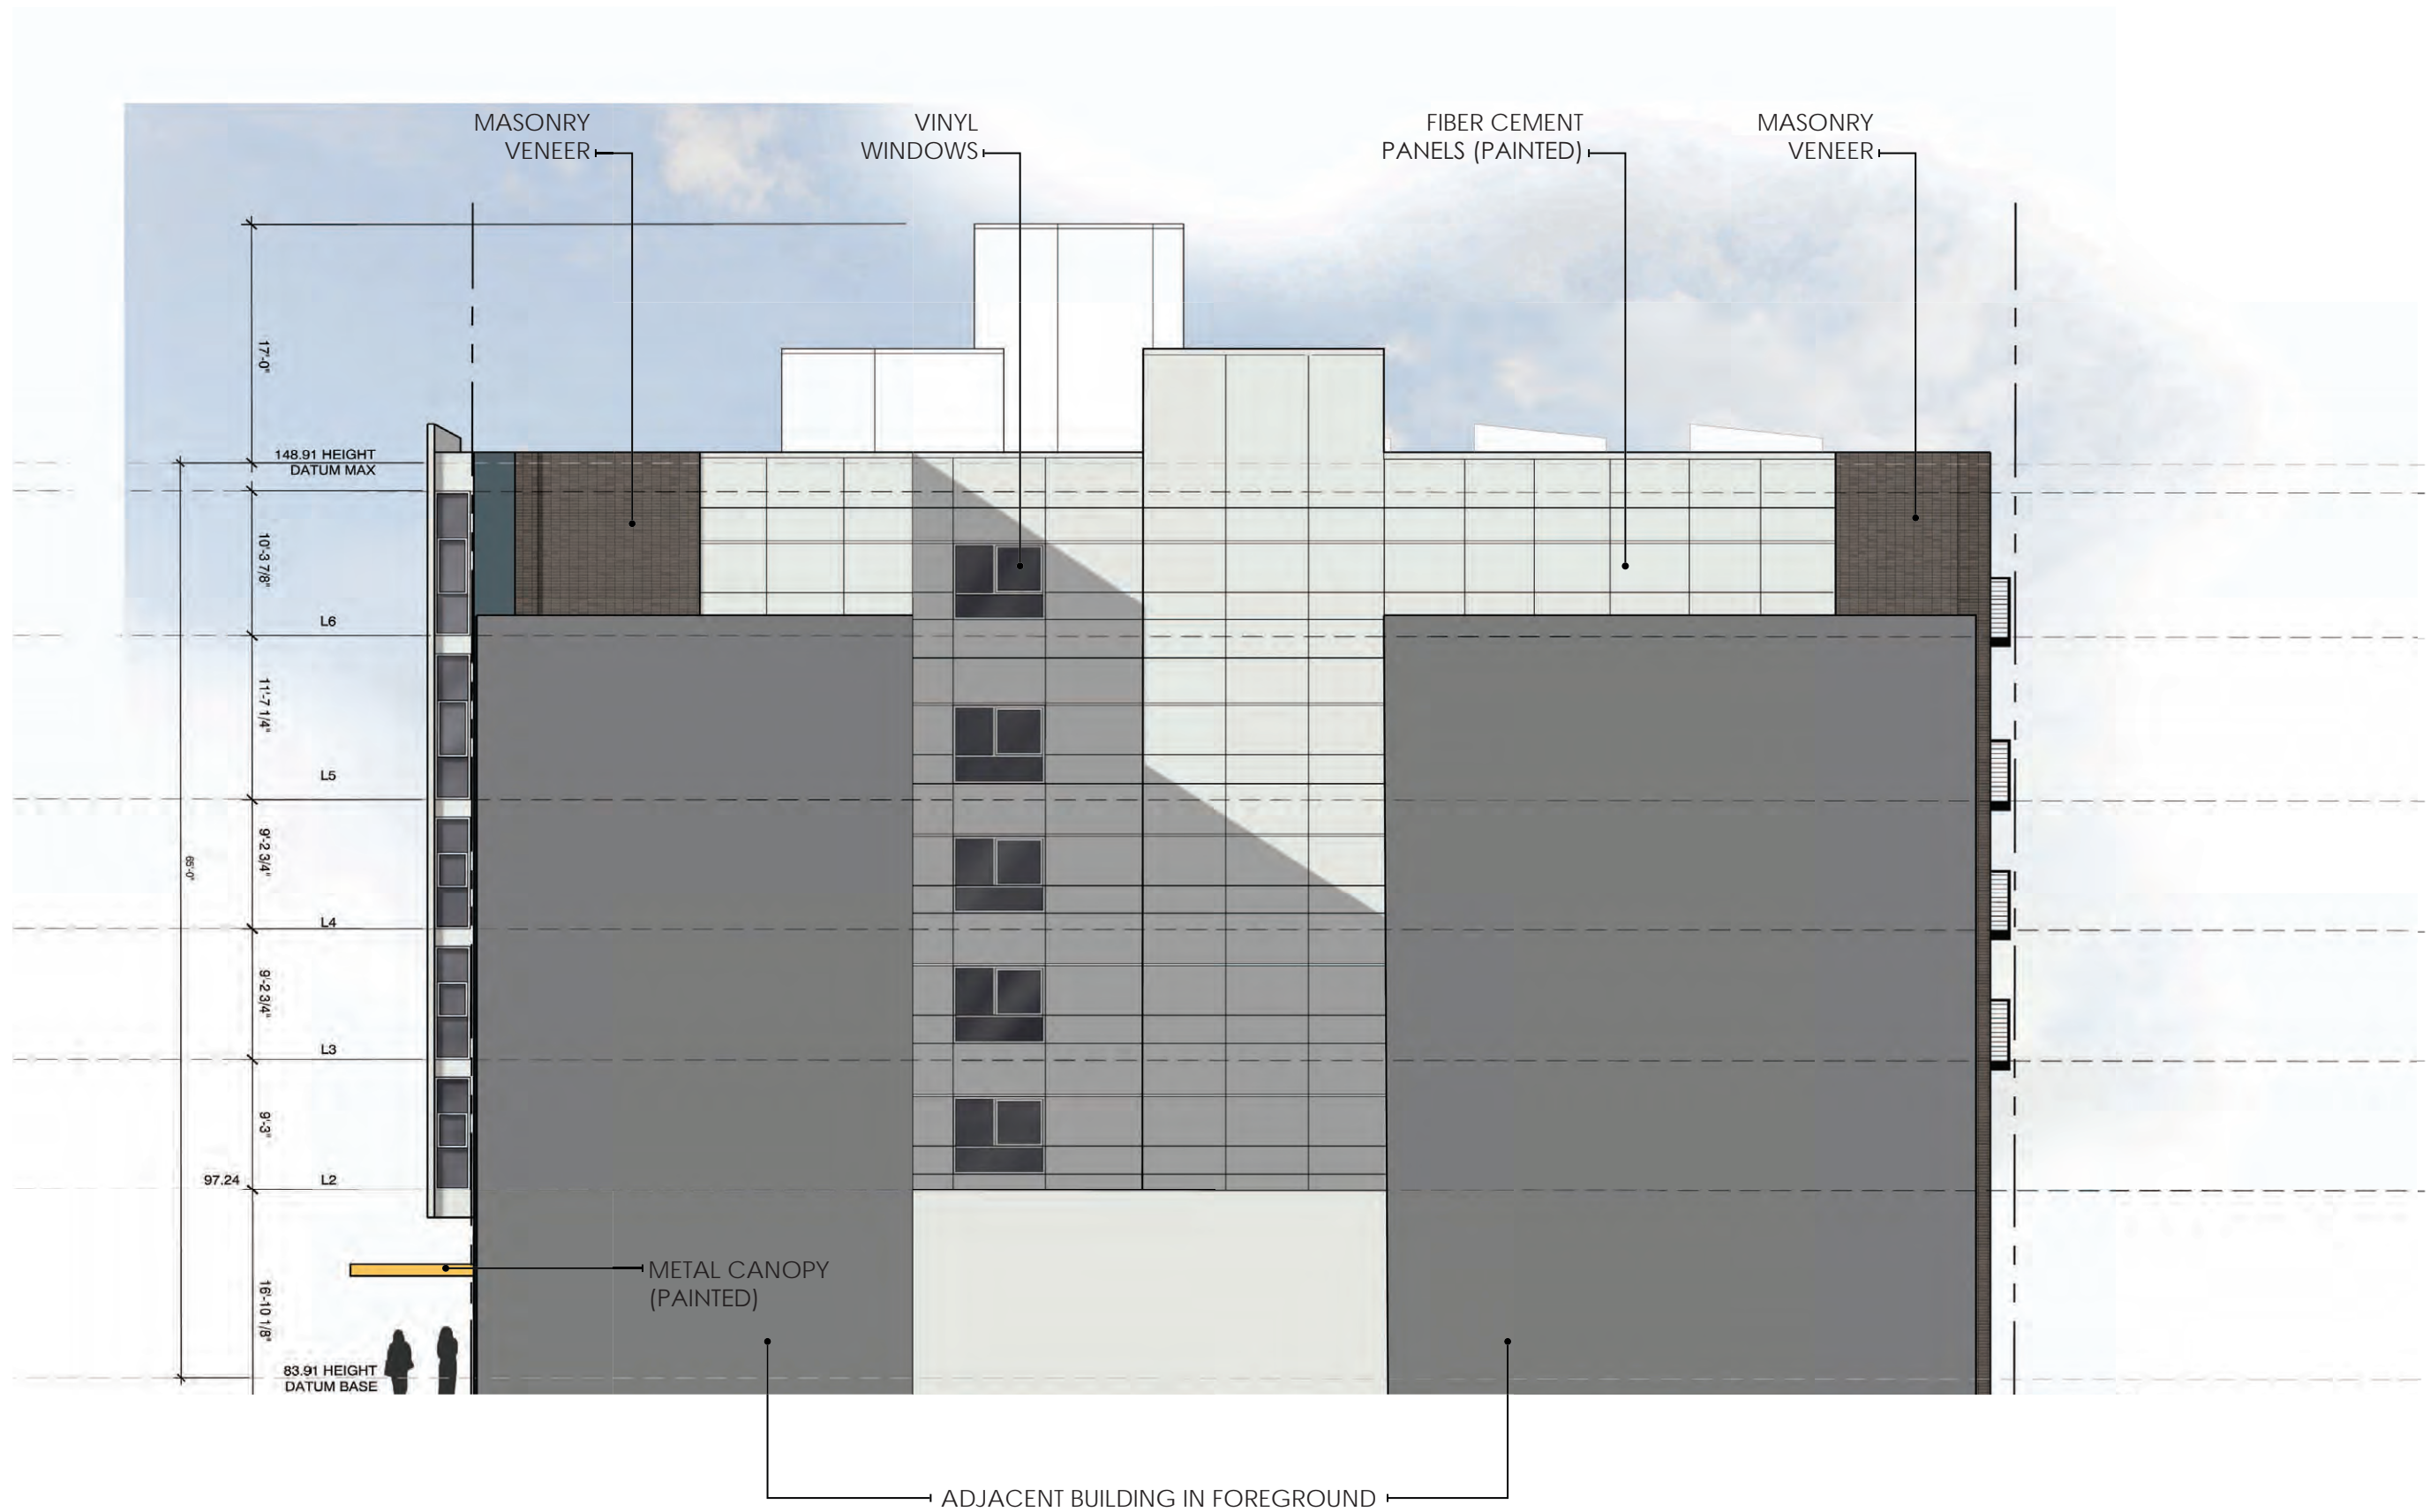 MASONRY
VENEER
VINYL
WINDOWS
FIBER CEMENT
PANELS (PAINTED)
MASONRY
VENEER
17'-0"
148.91 HEIGHT
DATUM MAX
10'-3 7/8"
L6
11'-7 1/4"
L5
9'-2 3/4"
65'-0"
L4
9'-2 3/4"
L3
9'-3"
97.24
L2
METAL CANOPY
(PAINTED)
16'-10 1/8"
83.91 HEIGHT
DATUM BASE
ADJACENT BUILDING IN FOREGROUND